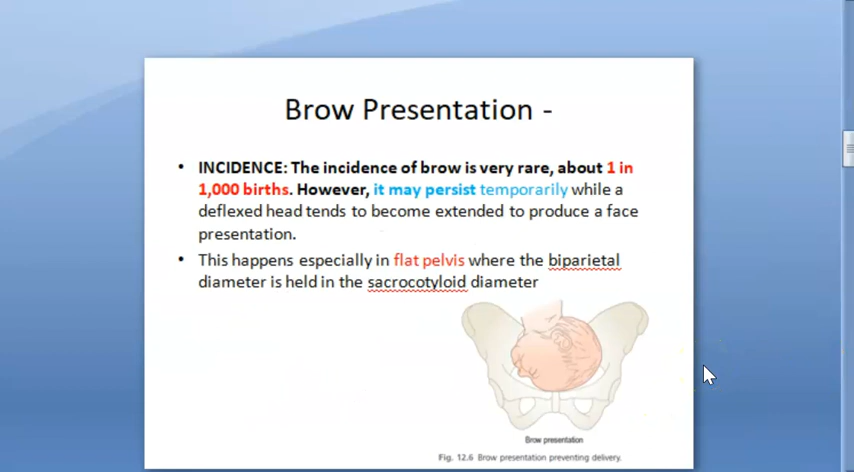 Brow Presentation -
• INCIDENCE: The incidence of brow is very rare, about 1 in
1,000 births. However, it may persist temporarily while a
deflexed head tends to become extended to produce a face
presentation.
• This happens especially in flat pelvis where the biparietal
diameter is held in the sacrocotyloid diameter
Brow presentation
Fig. 12.6 Brow presentation preventing delivery.